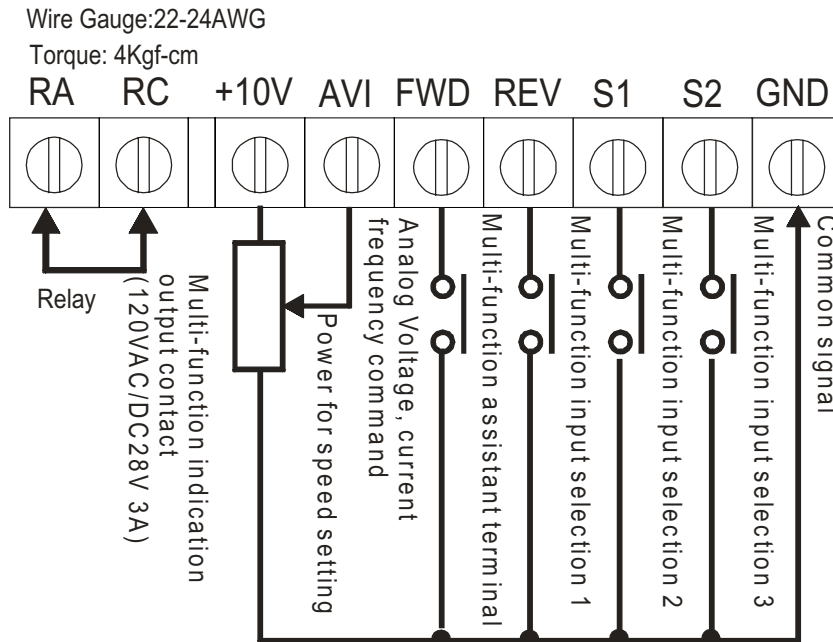 Wire Gauge:22-24AWG
Torque: 4Kgf-cm
RA RC +10V AVI FWD REV S1 S2 GND
Relay
Multi-function indication
output contact
(120VAC/DC28V 3A)
Power for speed setting
Analog Voltage, current
frequency command
Multi-function assistant terminal
Multi-function input selection 1
Multi-function input selection 2
Multi-function input selection 3
Common signal